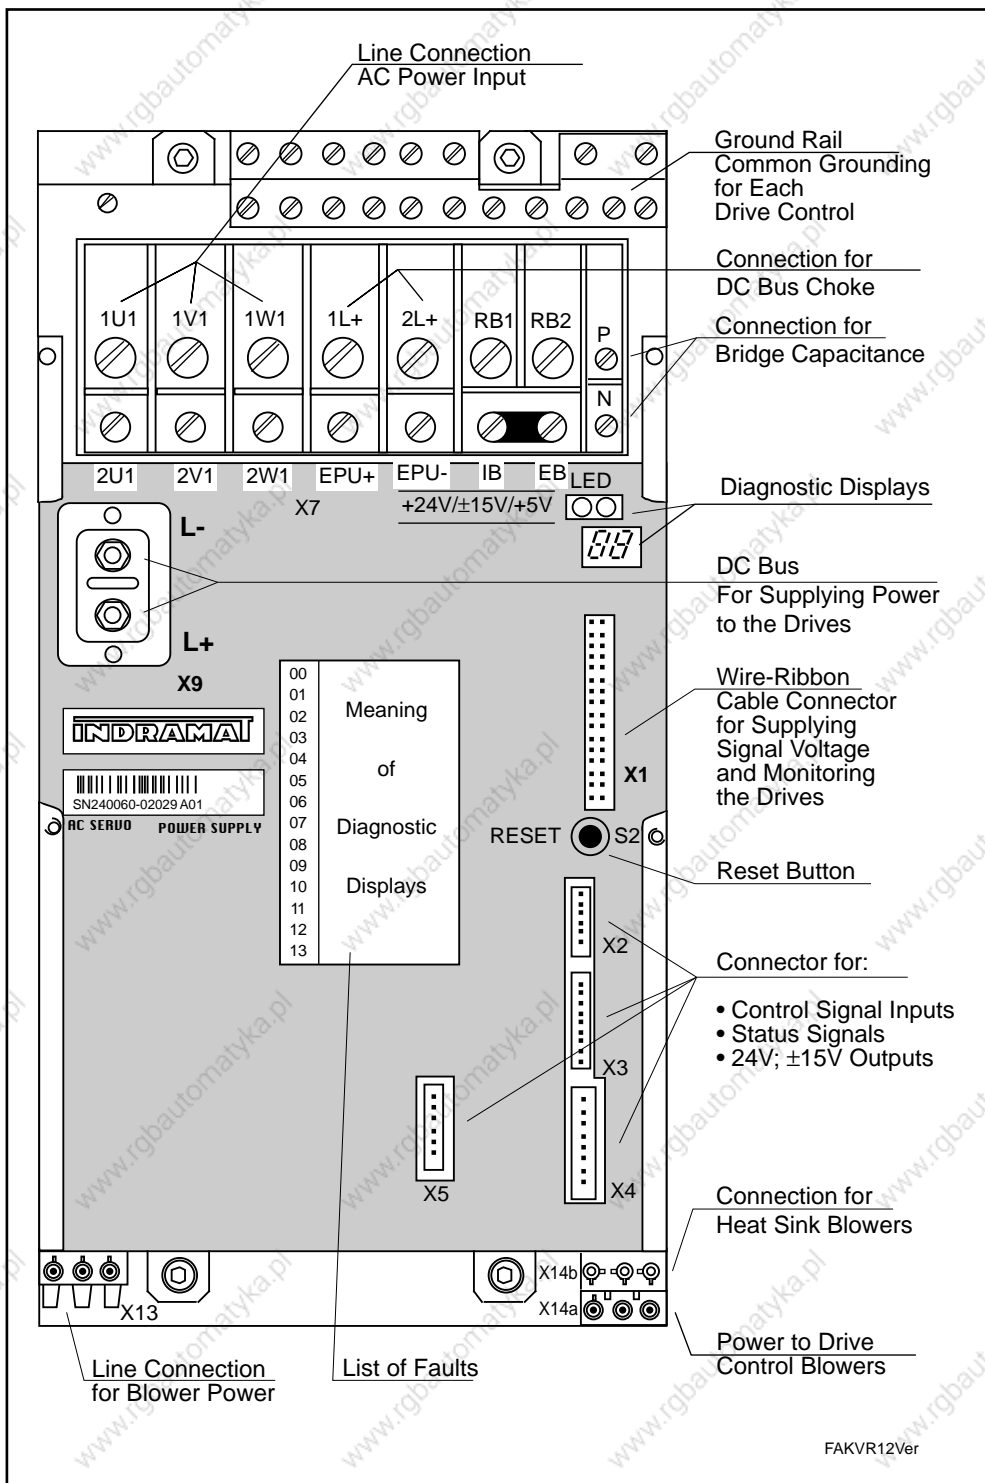 Line Connection
AC Power Input
Ground Rail
Common Grounding
for Each
Drive Control
Connection for
DC Bus Choke
Connection for
Bridge Capacitance
1U1 1V1 1W1 1L+ 2L+ RB1 RB2 P
N
2U1 2V1 2W1 EPU+ EPU- IB EB LED
X7 +24V/±15V/+5V
Diagnostic Displays
L-
L+
X9
DC Bus
For Supplying Power
to the Drives
INDRAMAT
SN240060-02029 A01
AC SERVO POWER SUPPLY
00
01
02
03
04
05
06
07
08
09
10
11
12
13
Meaning
of
Diagnostic
Displays
Wire-Ribbon
Cable Connector
for Supplying
Signal Voltage
and Monitoring
the Drives
X1
RESET S2
Reset Button
X2
X3
X4
X5
Connector for:
• Control Signal Inputs
• Status Signals
• 24V; ±15V Outputs
Connection for
Heat Sink Blowers
X14b
X14a
X13
Power to Drive
Control Blowers
Line Connection
for Blower Power
List of Faults
FAKVR12Ver
www.rgbautomatyka.pl